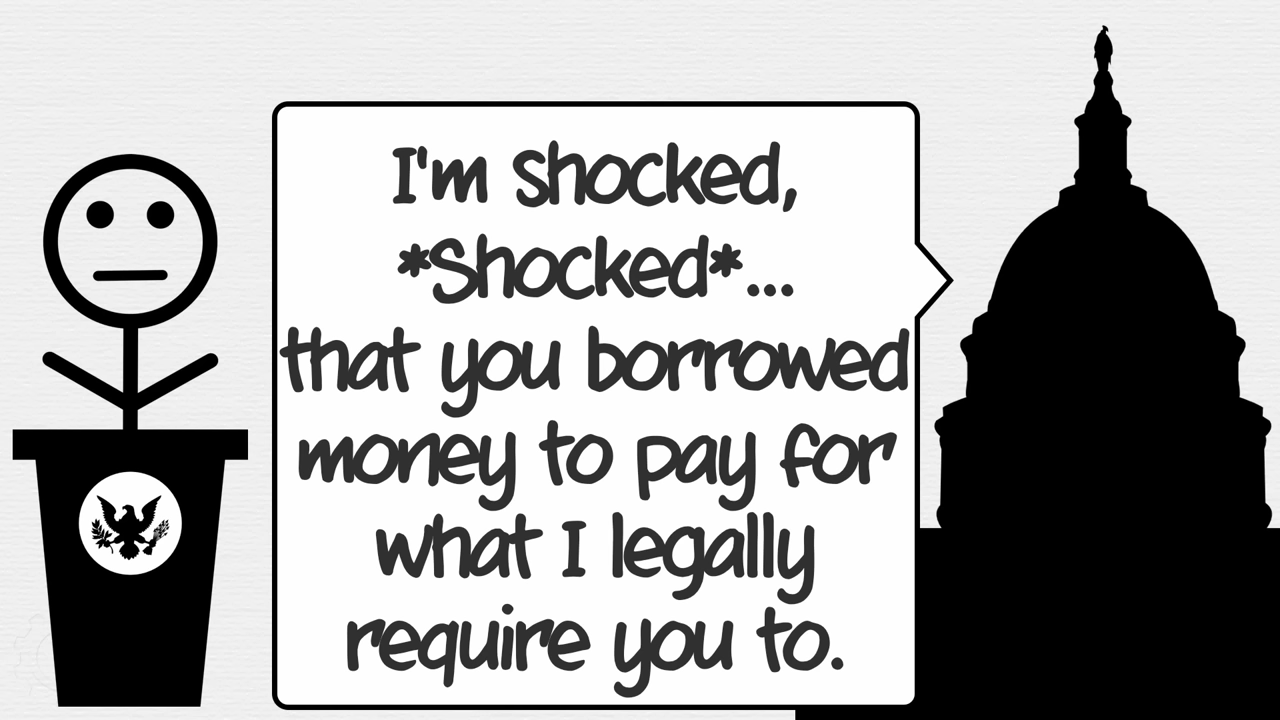 I'm shocked,
*Shocked*...
that you borrowed
money to pay for
what I legally
require you to.